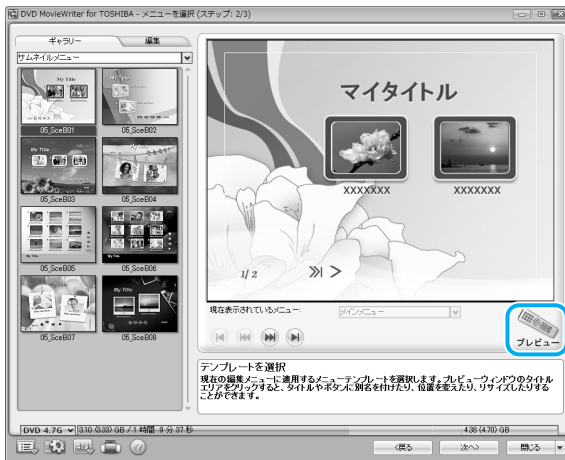 DVD MovieWriter for TOSHIBA - メニューを選択 (ステップ: 2/3)
ギャラリー
編集
サムネイルメニュー
My Title
05_SceB01
My Title
05_SceB02
My Title
05_SceB03
My Title
05_SceB04
My Title
05_SceB05
My Title
05_SceB06
My Title
05_SceB07
My Title
05_SceB08
マイタイトル
XXXXXXX
XXXXXXX
1/ 2
現在表示されているメニュー:
メインメニュー
プレビュー
テンプレートを選択
現在の編集メニューに適用するメニューテンプレートを選択します。プレビューウィンドウのタイトル
エリアをクリックすると、タイトルやボタンに別名を付けたり、位置を変えたり、リサイズしたりする
ことができます。
DVD 4.7G
3.10 (3.33) GB / 1 時間 9 分 37 秒
4.38 (4.70) GB
<戻る
次へ>
閉じる